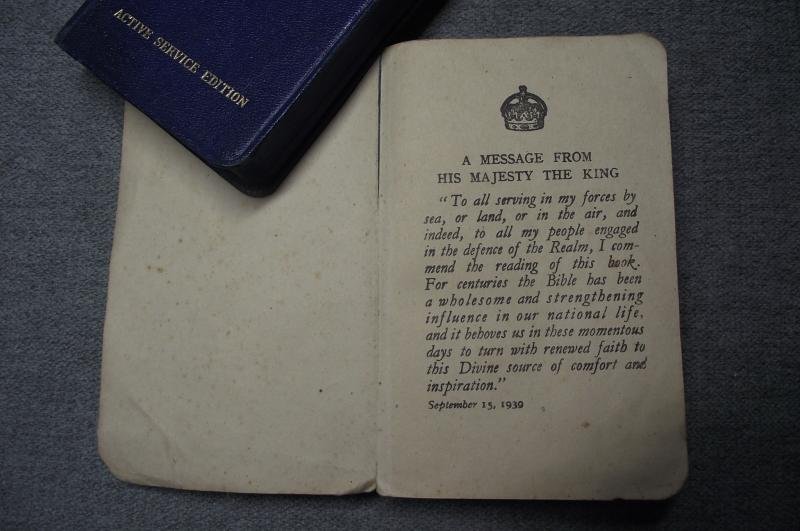 ACTIVE SERVICE EDITION
A MESSAGE FROM
HIS MAJESTY THE KING
"To all serving in my forces by
sea, or land, or in the air, and
indeed, to all my people engaged
in the defence of the Realm, I com-
mend the reading of this book.
For centuries the Bible has been
a wholesome and strengthening
influence in our national life,
and it behoves us in these momentous
days to turn with renewed faith to
this Divine source of comfort and
inspiration."
September 15, 1939